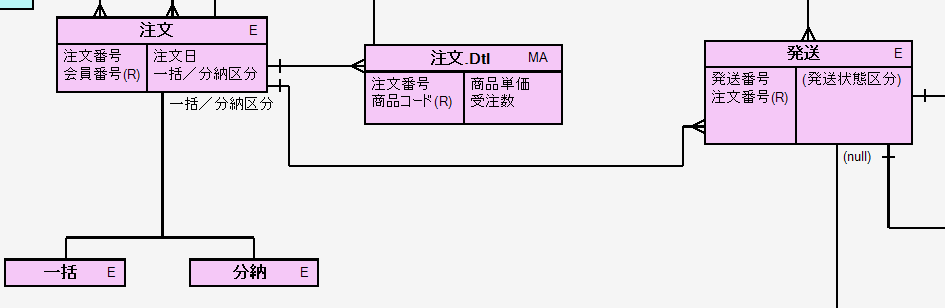 注文 E
注文番号
会員番号(R)
注文日
一括／分納区分
一括／分納区分
注文.Dtl MA
注文番号
商品コード(R)
商品単価
受注数
発送 E
発送番号
注文番号(R)
(発送状態区分)
(null)
一括 E
分納 E